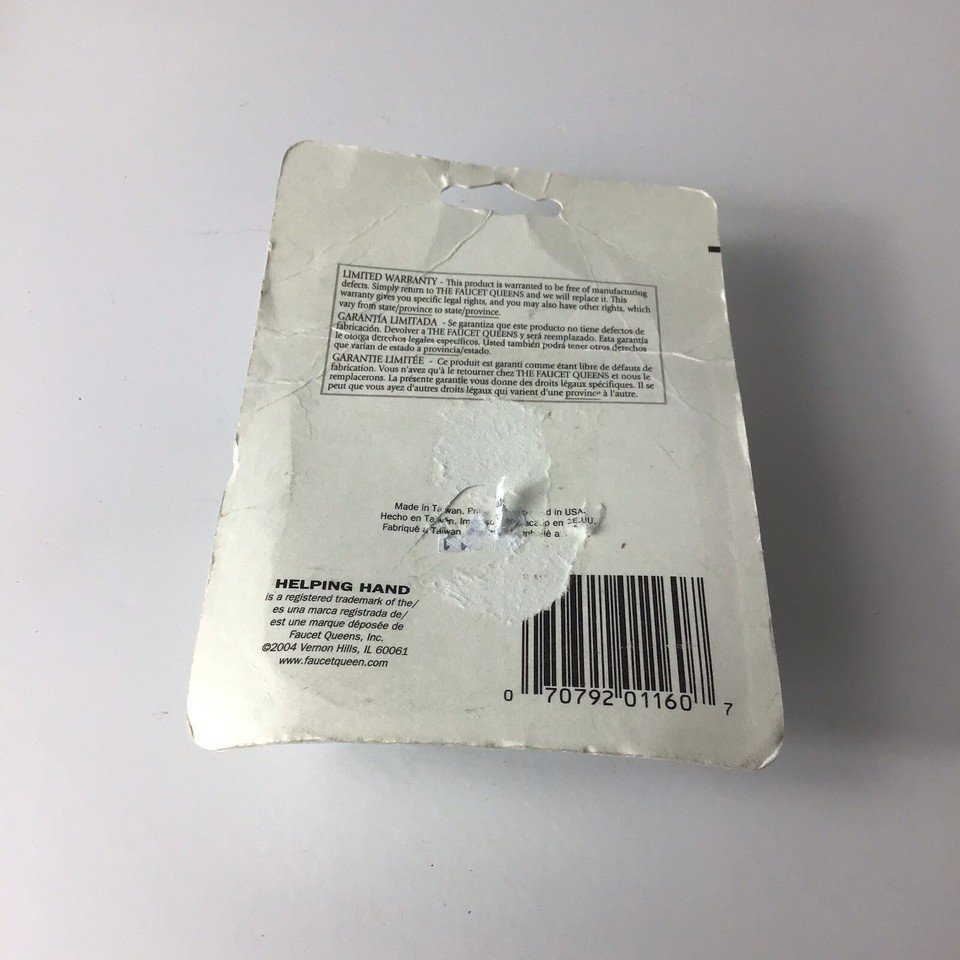 LIMITED WARRANTY - This product is warranted to be free of manufacturing
defects. Simply return to THE FAUCET QUEENS and we will replace it. This
warranty gives you specific legal rights, and you may also have other rights, which
vary from state/province to state/province.
GARANTÍA LIMITADA - Se garantiza que este producto no tiene defectos de
fabricación. Devolver a THE FAUCET QUEENS y será reemplazado. Esta garantía
le otorga derechos legales específicos. Usted también podrá tener otros derechos
que varían de estado a provincia/estado.
GARANTIE LIMITÉE - Ce produit est garanti comme étant libre de défauts de
fabrication. Vous n'avez qu'à le retourner chez THE FAUCET QUEENS et nous le
remplacerons. La présente garantie vous donne des droits légaux spécifiques. Il se
peut que vous ayez d'autres droits légaux qui varient d'une province à l'autre.
Made in Taiwan. in USA.
Hecho en Taiwan. en EE.UU.
Fabriqué a Taiwan
HELPING HAND
is a registered trademark of the/
es una marca registrada de/
est une marque déposée de
Faucet Queens, Inc.
©2004 Vernon Hills, IL 60061
www.faucetqueen.com
0 70792 01160 7